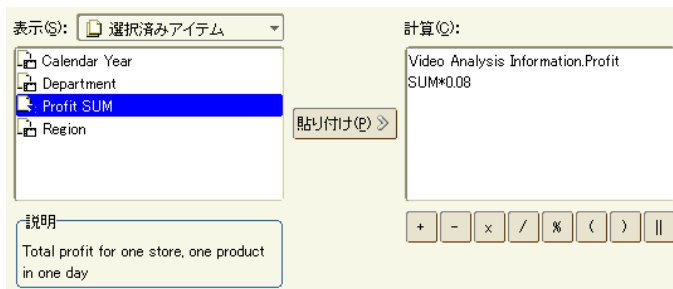 表示(S): 選択済みアイテム
Calendar Year
Department
Profit SUM
Region
貼り付け(P)
説明
Total profit for one store, one product
in one day
計算(C):
Video Analysis Information.Profit
SUM*0.08
+ - x / % ( ) ||